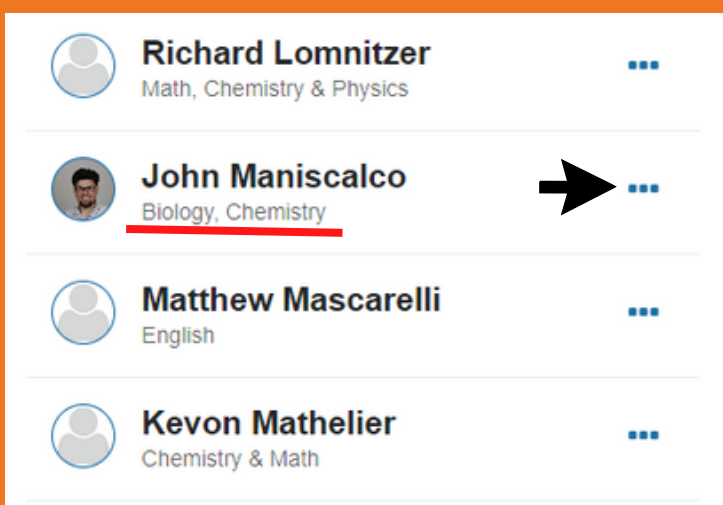 Richard Lomnitzer
Math, Chemistry & Physics
John Maniscalco
Biology, Chemistry
Matthew Mascarelli
English
Kevon Mathelier
Chemistry & Math